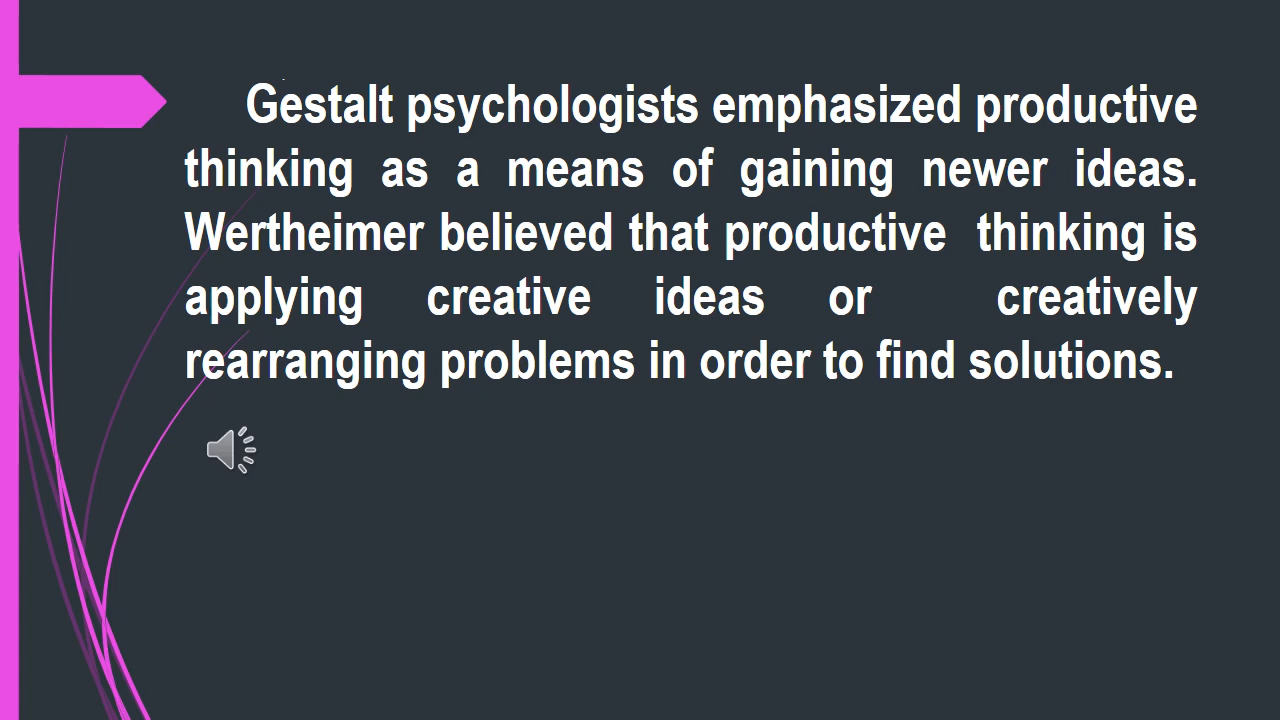 Gestalt psychologists emphasized productive
thinking as a means of gaining newer ideas.
Wertheimer believed that productive thinking is
applying creative ideas or creatively
rearranging problems in order to find solutions.